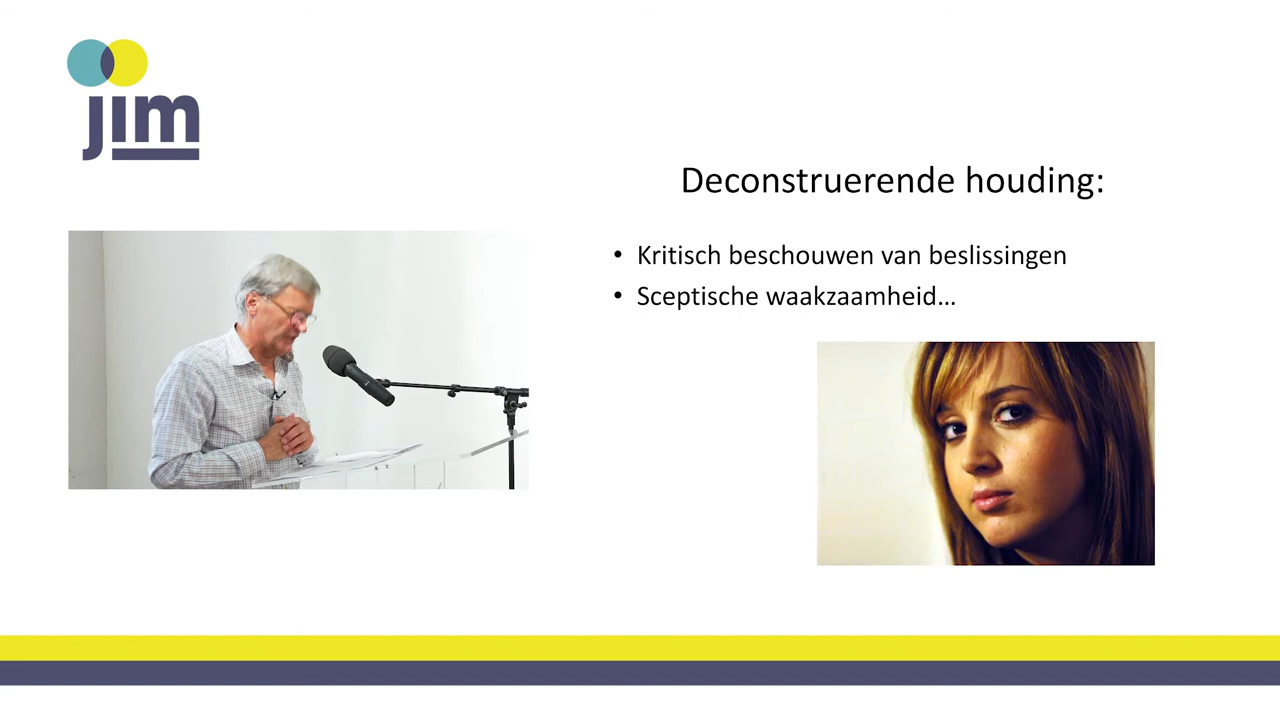 jim
Deconstruerende houding:
• Kritisch beschouwen van beslissingen
• Sceptische waakzaamheid…